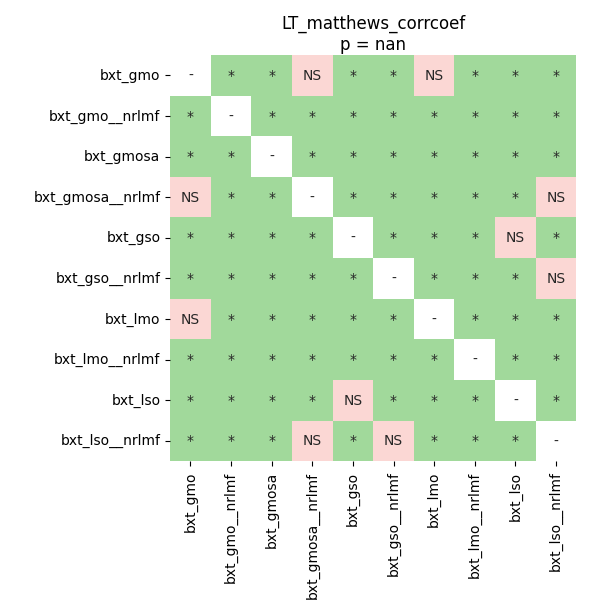 LT_matthews_corrcoef
p = nan
bxt_gmo - * * NS * * NS * * *
bxt_gmo__nrlmf * - * * * * * * * *
bxt_gmosa * * - * * * * * * *
bxt_gmosa__nrlmf NS * * - * * * * * NS
bxt_gso * * * * - * * * NS *
bxt_gso__nrlmf * * * * * - * * * NS
bxt_lmo NS * * * * * - * * *
bxt_lmo__nrlmf * * * * * * * - * *
bxt_lso * * * * NS * * * - *
bxt_lso__nrlmf * * * NS * NS * * * -
bxt_gmo
bxt_gmo__nrlmf
bxt_gmosa
bxt_gmosa__nrlmf
bxt_gso
bxt_gso__nrlmf
bxt_lmo
bxt_lmo__nrlmf
bxt_lso
bxt_lso__nrlmf